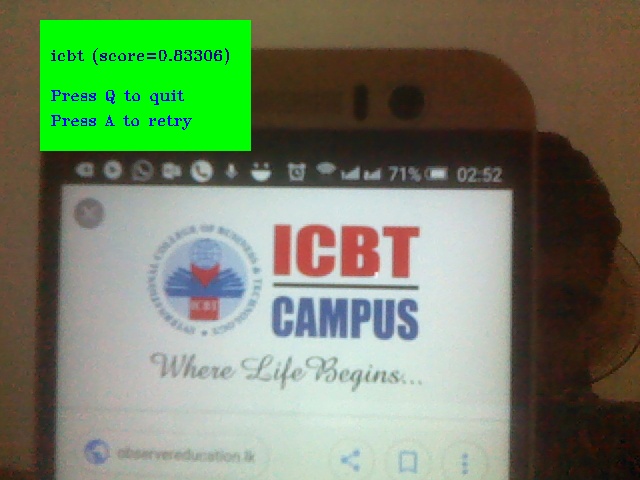 icbt (score=0.83306)
Press Q to quit
Press A to retry
71% 02:52
INTERNATIONAL COLLEGE OF BUSINESS & TECHNOLOGY
ICBT
ICBT
CAMPUS
Where Life Begins...
observereducation.lk